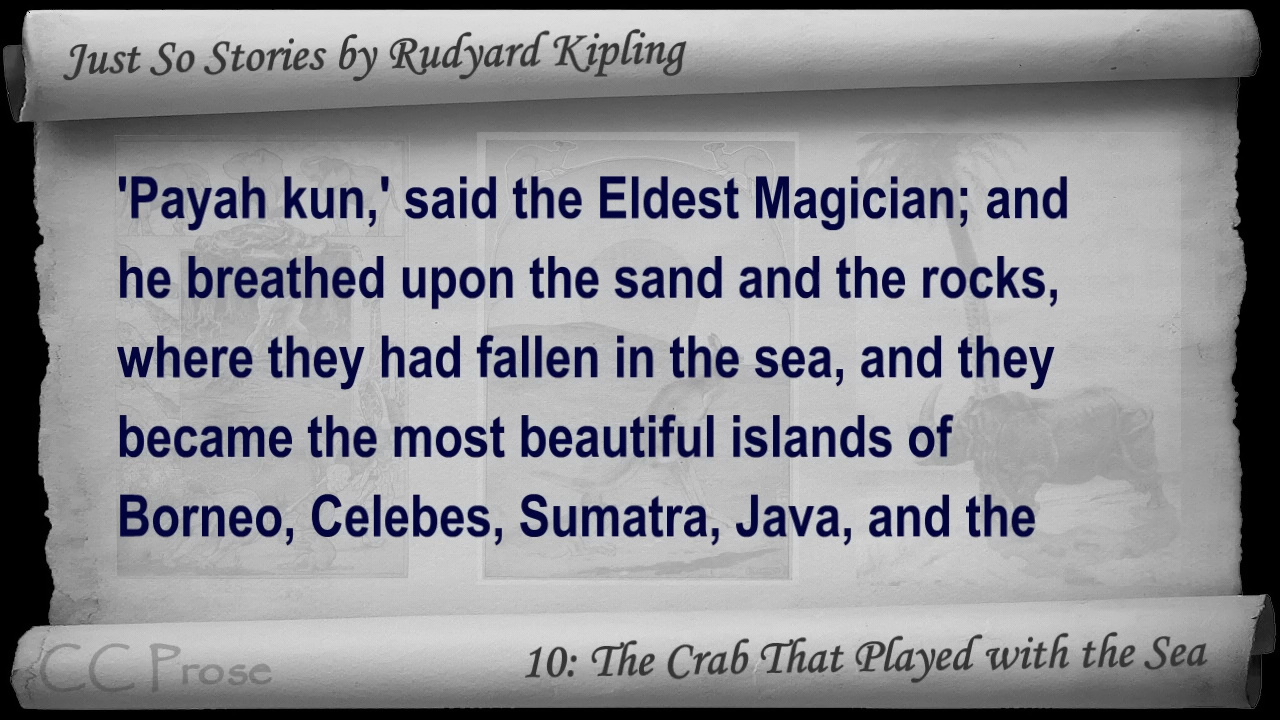 Just So Stories by Rudyard Kipling
'Payah kun,' said the Eldest Magician; and
he breathed upon the sand and the rocks,
where they had fallen in the sea, and they
became the most beautiful islands of
Borneo, Celebes, Sumatra, Java, and the
CC Prose
10: The Crab That Played with the Sea